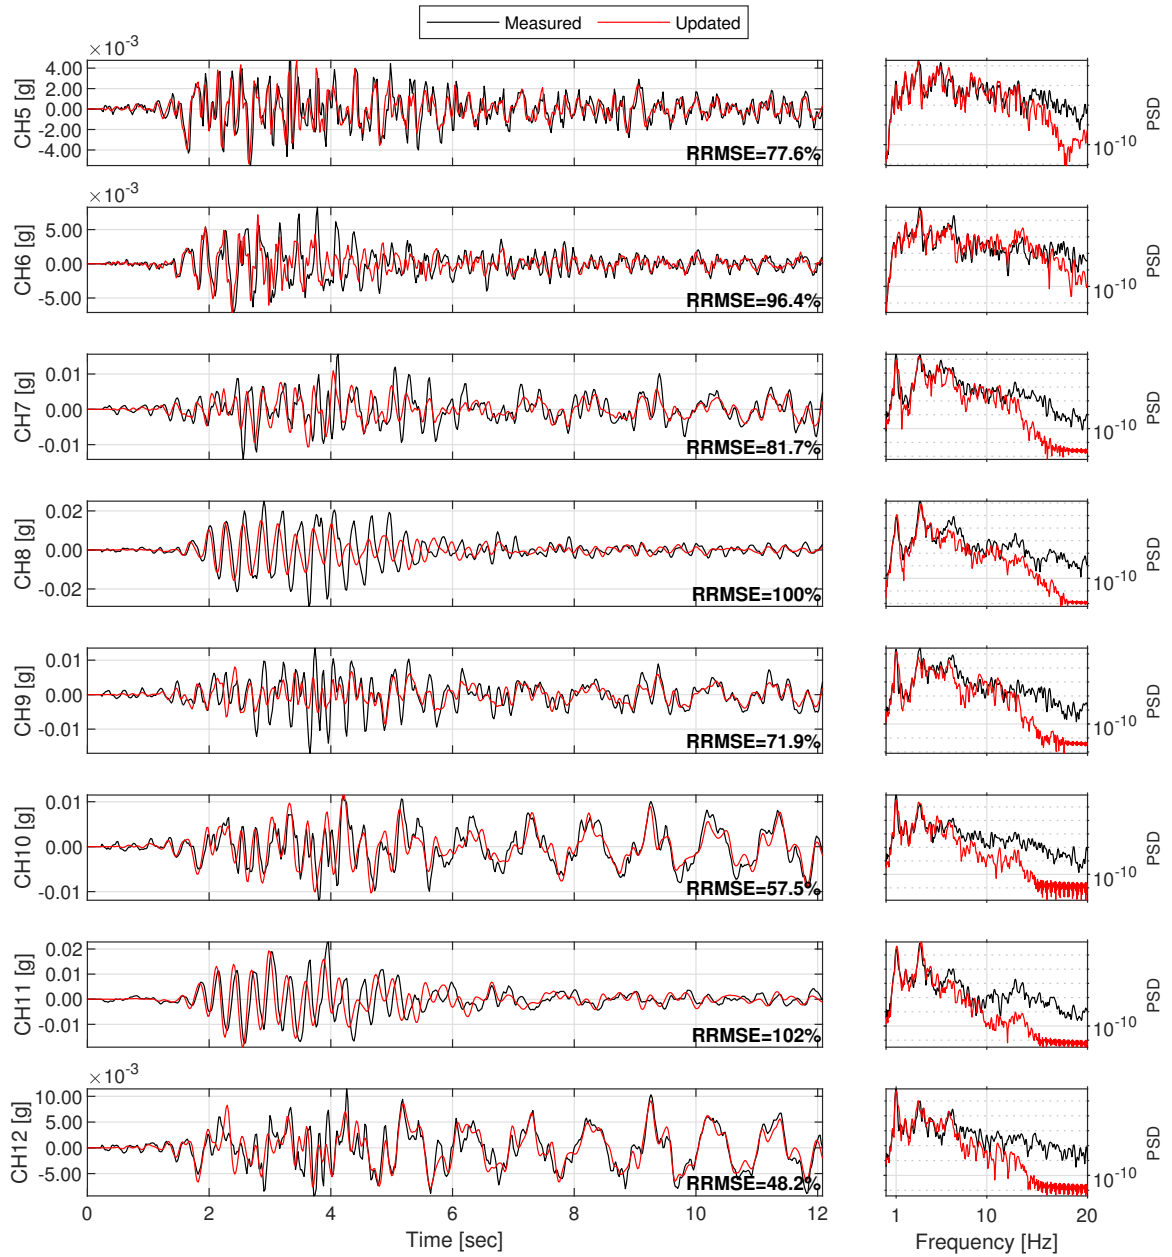 Measured Updated
×10-3
CH5 [g]
4.00
2.00
0.00
-2.00
-4.00
RRMSE=77.6%
10-10
PSD
×10-3
CH6 [g]
5.00
0.00
-5.00
RRMSE=96.4%
10-10
PSD
CH7 [g]
0.01
0.00
-0.01
RRMSE=81.7%
10-10
PSD
CH8 [g]
0.02
0.00
-0.02
RRMSE=100%
10-10
PSD
CH9 [g]
0.01
0.00
-0.01
RRMSE=71.9%
10-10
PSD
CH10 [g]
0.01
0.00
-0.01
RRMSE=57.5%
10-10
PSD
CH11 [g]
0.02
0.01
0.00
-0.01
RRMSE=102%
10-10
PSD
×10-3
CH12 [g]
10.00
5.00
0.00
-5.00
RRMSE=48.2%
10-10
PSD
0 2 4 6 8 10 12
Time [sec]
1 10 20
Frequency [Hz]